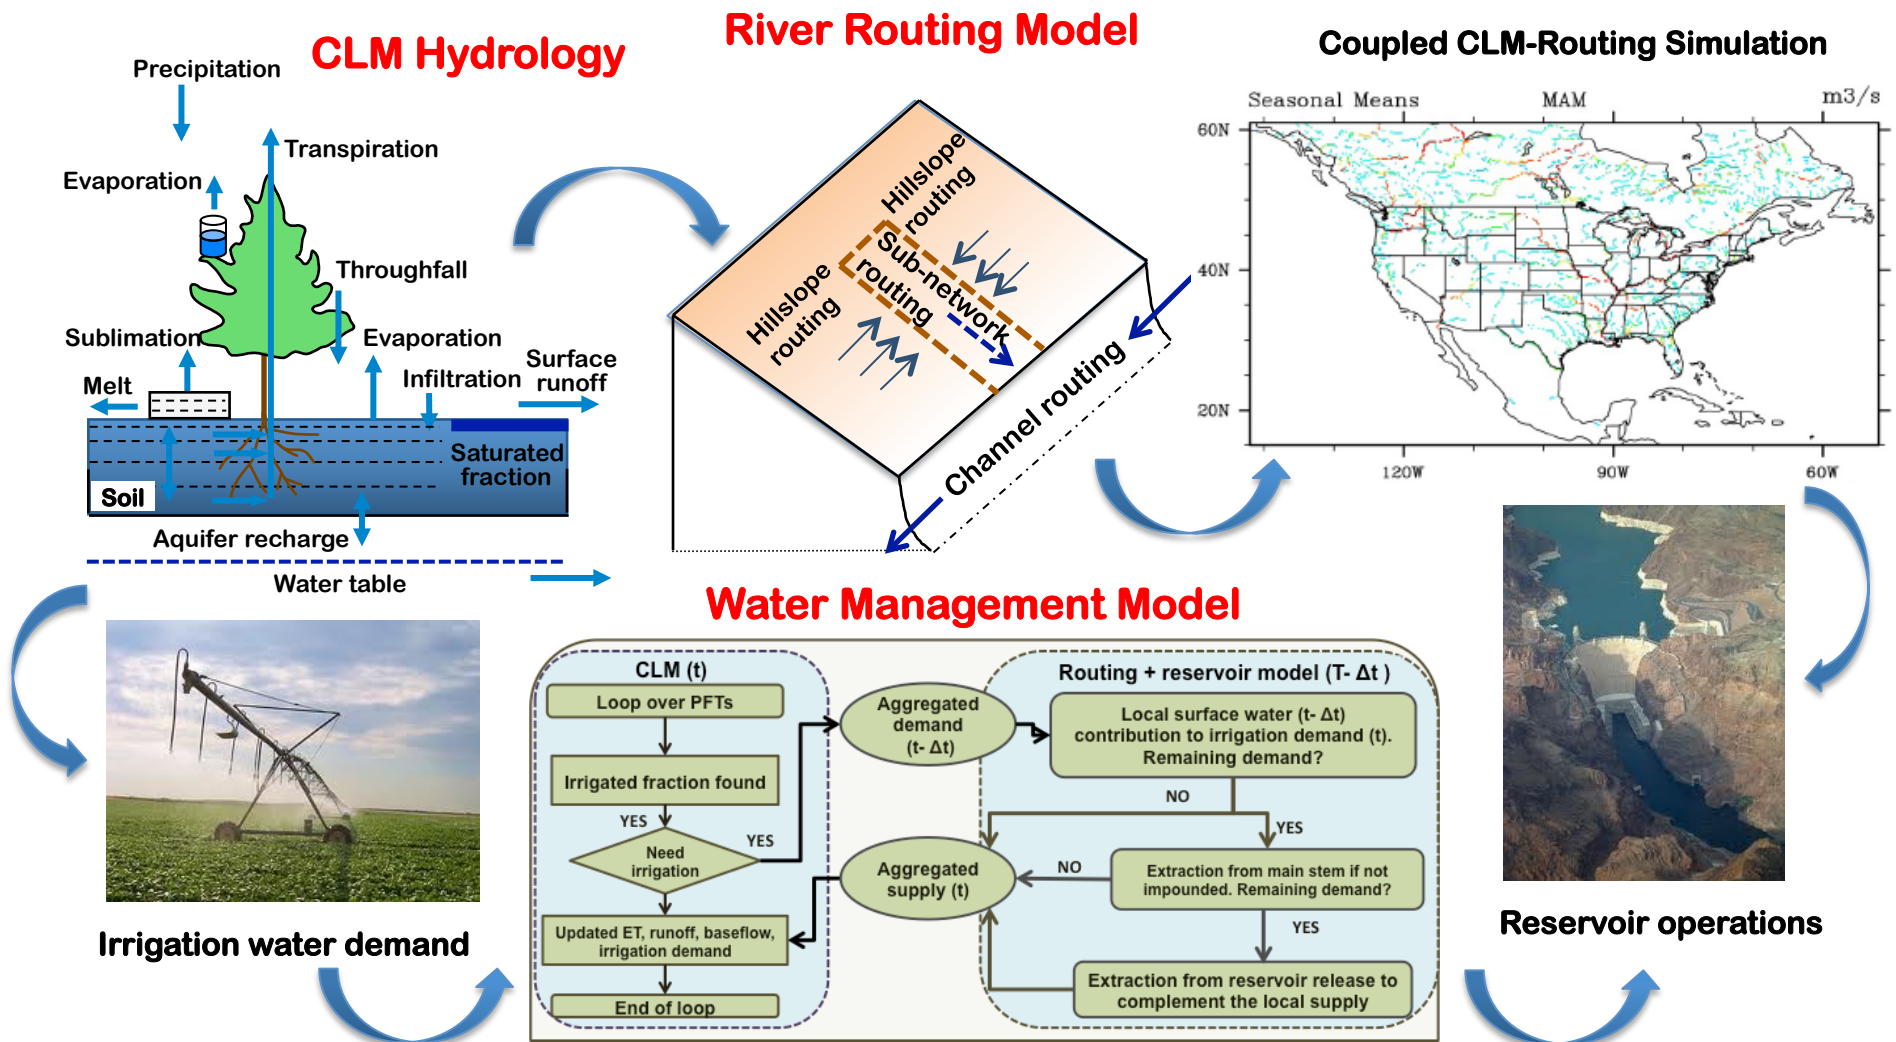 CLM Hydrology
Precipitation
Transpiration
Evaporation
Throughfall
Sublimation
Evaporation
Melt
Infiltration
Surface
runoff
Saturated
fraction
Soil
Aquifer recharge
Water table
River Routing Model
Hillslope
routing
Sub-network
routing
Hillslope
routing
Channel routing
Coupled CLM-Routing Simulation
Seasonal Means
MAM
m3/s
60N
40N
20N
120W
90W
60W
Irrigation water demand
Water Management Model
CLM (t)
Loop over PFTs
Irrigated fraction found
YES
Need
irrigation
YES
Updated ET, runoff, baseflow,
irrigation demand
End of loop
Aggregated
demand
(t- Δt)
Aggregated
supply (t)
Routing + reservoir model (T- Δt )
Local surface water (t- Δt)
contribution to irrigation demand (t).
Remaining demand?
NO
YES
Extraction from main stem if not
impounded. Remaining demand?
NO
YES
Extraction from reservoir release to
complement the local supply
Reservoir operations